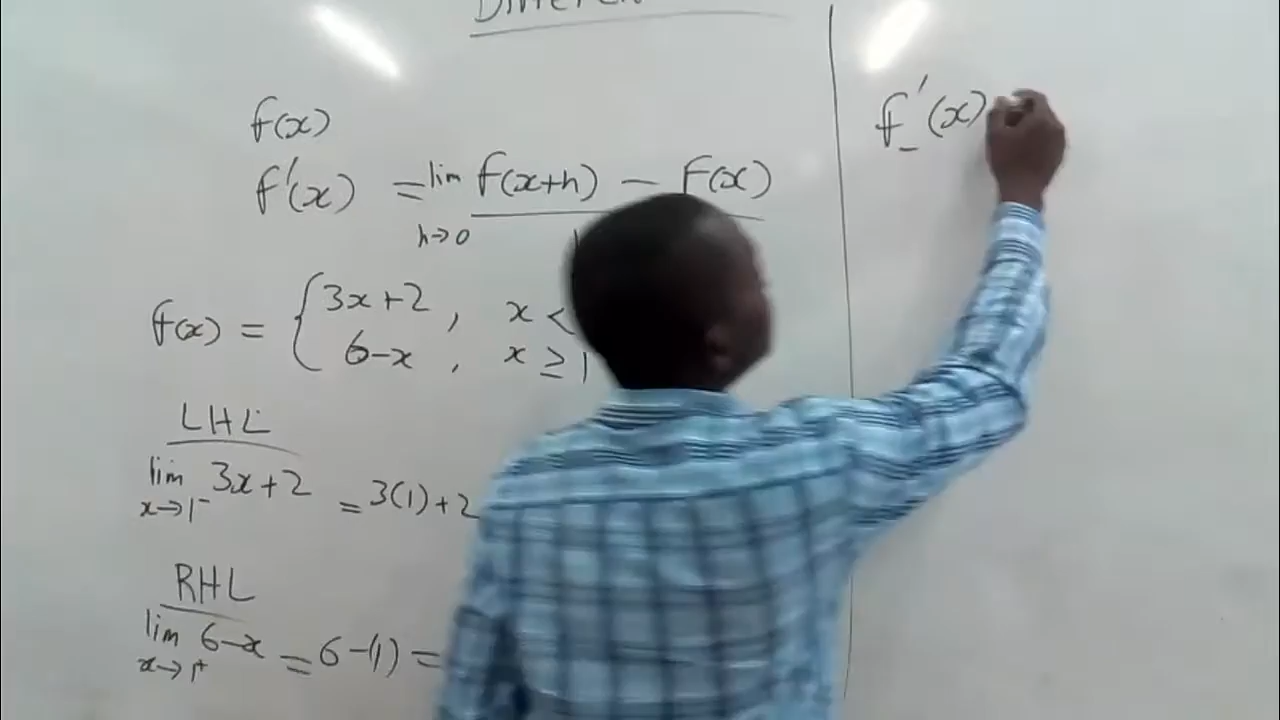 f(x)
f'(x) = lim h→0 f(x+h) − f(x)
f(x) = { 3x+2 , x <
6−x , x ≥ 1
LHL
lim x→1⁻ 3x+2 = 3(1)+2
RHL
lim x→1⁺ 6−x = 6−(1) =
f₋'(x)